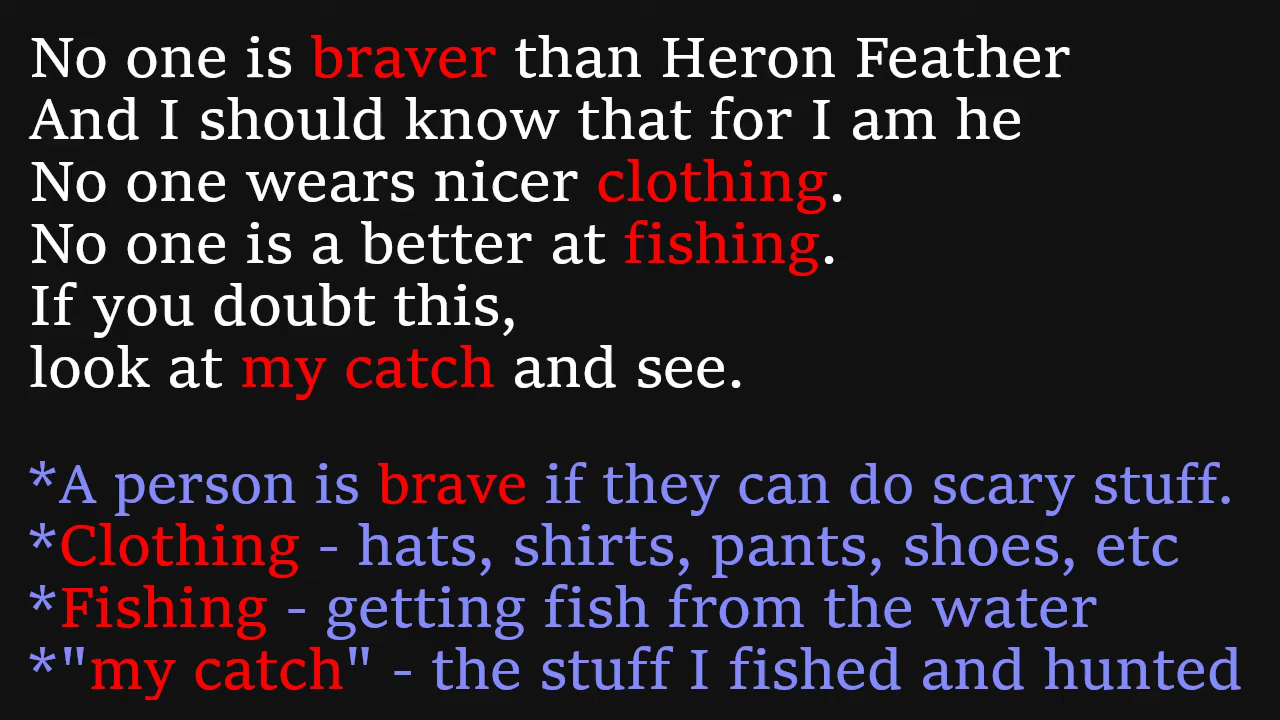 No one is braver than Heron Feather
And I should know that for I am he
No one wears nicer clothing.
No one is a better at fishing.
If you doubt this,
look at my catch and see.
*A person is brave if they can do scary stuff.
*Clothing - hats, shirts, pants, shoes, etc
*Fishing - getting fish from the water
*"my catch" - the stuff I fished and hunted